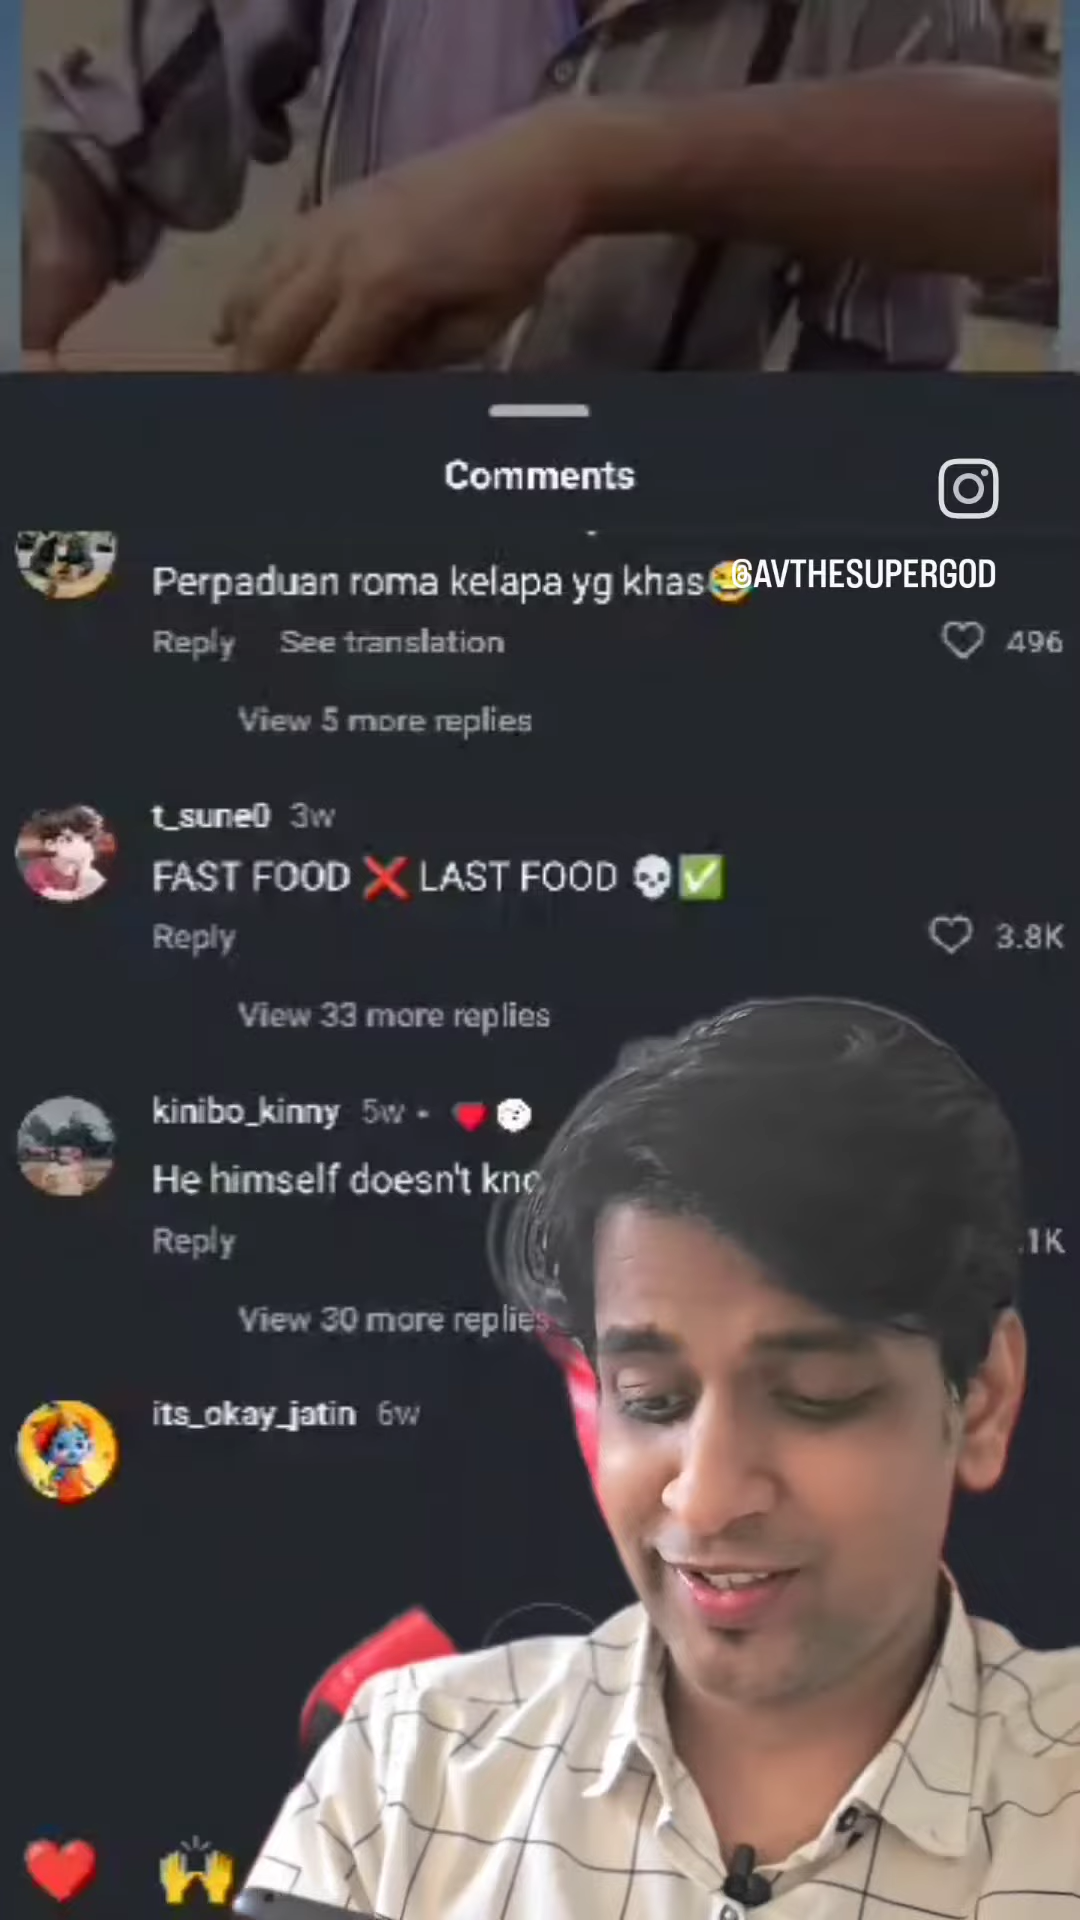 Comments
@AVTHESUPERGOD
Perpaduan roma kelapa yg khas😂
Reply See translation 496
View 5 more replies
t_sune0 3w
FAST FOOD ❌ LAST FOOD 💀✅
Reply 3.8K
View 33 more replies
kinibo_kinny 5w
He himself doesn't
Reply .1K
View 30 more replies
its_okay_jatin 6w